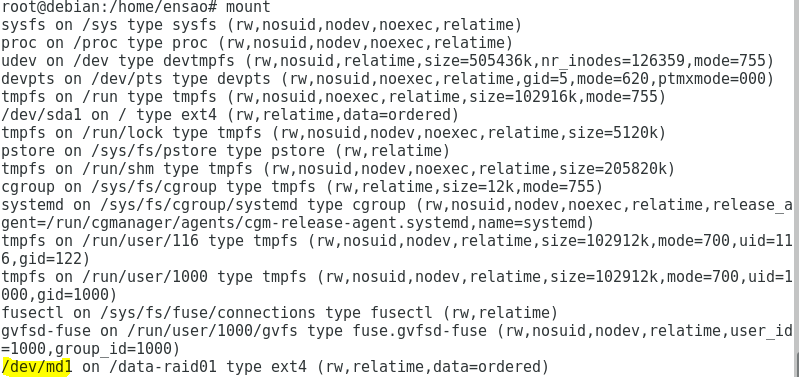 root@debian:/home/ensao# mount
sysfs on /sys type sysfs (rw,nosuid,nodev,noexec,relatime)
proc on /proc type proc (rw,nosuid,nodev,noexec,relatime)
udev on /dev type devtmpfs (rw,nosuid,relatime,size=505436k,nr_inodes=126359,mode=755)
devpts on /dev/pts type devpts (rw,nosuid,noexec,relatime,gid=5,mode=620,ptmxmode=000)
tmpfs on /run type tmpfs (rw,nosuid,noexec,relatime,size=102916k,mode=755)
/dev/sda1 on / type ext4 (rw,relatime,data=ordered)
tmpfs on /run/lock type tmpfs (rw,nosuid,nodev,noexec,relatime,size=5120k)
pstore on /sys/fs/pstore type pstore (rw,relatime)
tmpfs on /run/shm type tmpfs (rw,nosuid,nodev,noexec,relatime,size=205820k)
cgroup on /sys/fs/cgroup type tmpfs (rw,relatime,size=12k,mode=755)
systemd on /sys/fs/cgroup/systemd type cgroup (rw,nosuid,nodev,noexec,relatime,release_a
gent=/run/cgmanager/agents/cgm-release-agent.systemd,name=systemd)
tmpfs on /run/user/116 type tmpfs (rw,nosuid,nodev,relatime,size=102912k,mode=700,uid=11
6,gid=122)
tmpfs on /run/user/1000 type tmpfs (rw,nosuid,nodev,relatime,size=102912k,mode=700,uid=1
000,gid=1000)
fusectl on /sys/fs/fuse/connections type fusectl (rw,relatime)
gvfsd-fuse on /run/user/1000/gvfs type fuse.gvfsd-fuse (rw,nosuid,nodev,relatime,user_id
=1000,group_id=1000)
/dev/md1 on /data-raid01 type ext4 (rw,relatime,data=ordered)